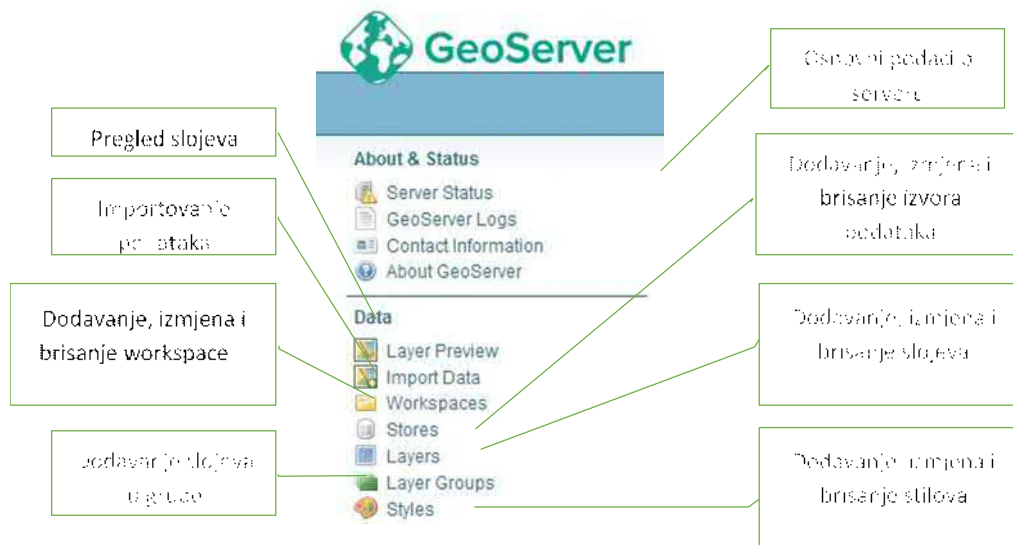 GeoServer
Osnovni podaci o
serveru
Pregled slojeva
About & Status
Server Status
GeoServer Logs
Contact Information
About GeoServer
Dodavanje, izmjena i
brisanje izvora
podataka
Importovanje
Dodavanje, izmjena i
brisanje workspace
Data
Layer Preview
Import Data
Workspaces
Stores
Layers
Layer Groups
Styles
Dodavanje, izmjena i
brisanje slojeva
Dodavanje slojeva
u grupe
Dodavanje, izmjena i
brisanje stilova